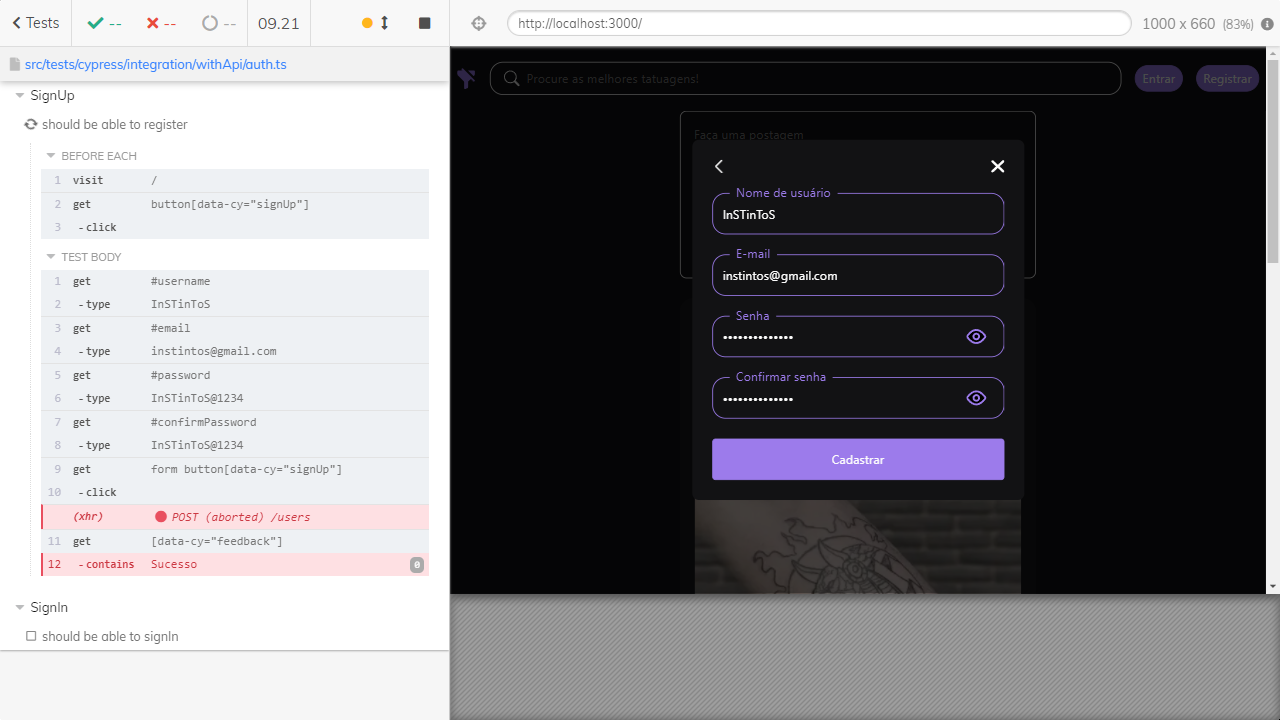 Tests
--
--
--
09.21
http://localhost:3000/
1000 x 660 (83%)
src/tests/cypress/integration/withApi/auth.ts
SignUp
should be able to register
BEFORE EACH
1 visit /
2 get button[data-cy="signUp"]
3 -click
TEST BODY
1 get #username
2 -type InSTinToS
3 get #email
4 -type instintos@gmail.com
5 get #password
6 -type InSTinToS@1234
7 get #confirmPassword
8 -type InSTinToS@1234
9 get form button[data-cy="signUp"]
10 -click
(xhr) POST (aborted) /users
11 get [data-cy="feedback"]
12 -contains Sucesso 0
SignIn
should be able to signIn
Procure as melhores tatuagens!
Entrar
Registrar
Faça uma postagem
Nome de usuário
InSTinToS
E-mail
instintos@gmail.com
Senha
••••••••••••••
Confirmar senha
••••••••••••••
Cadastrar